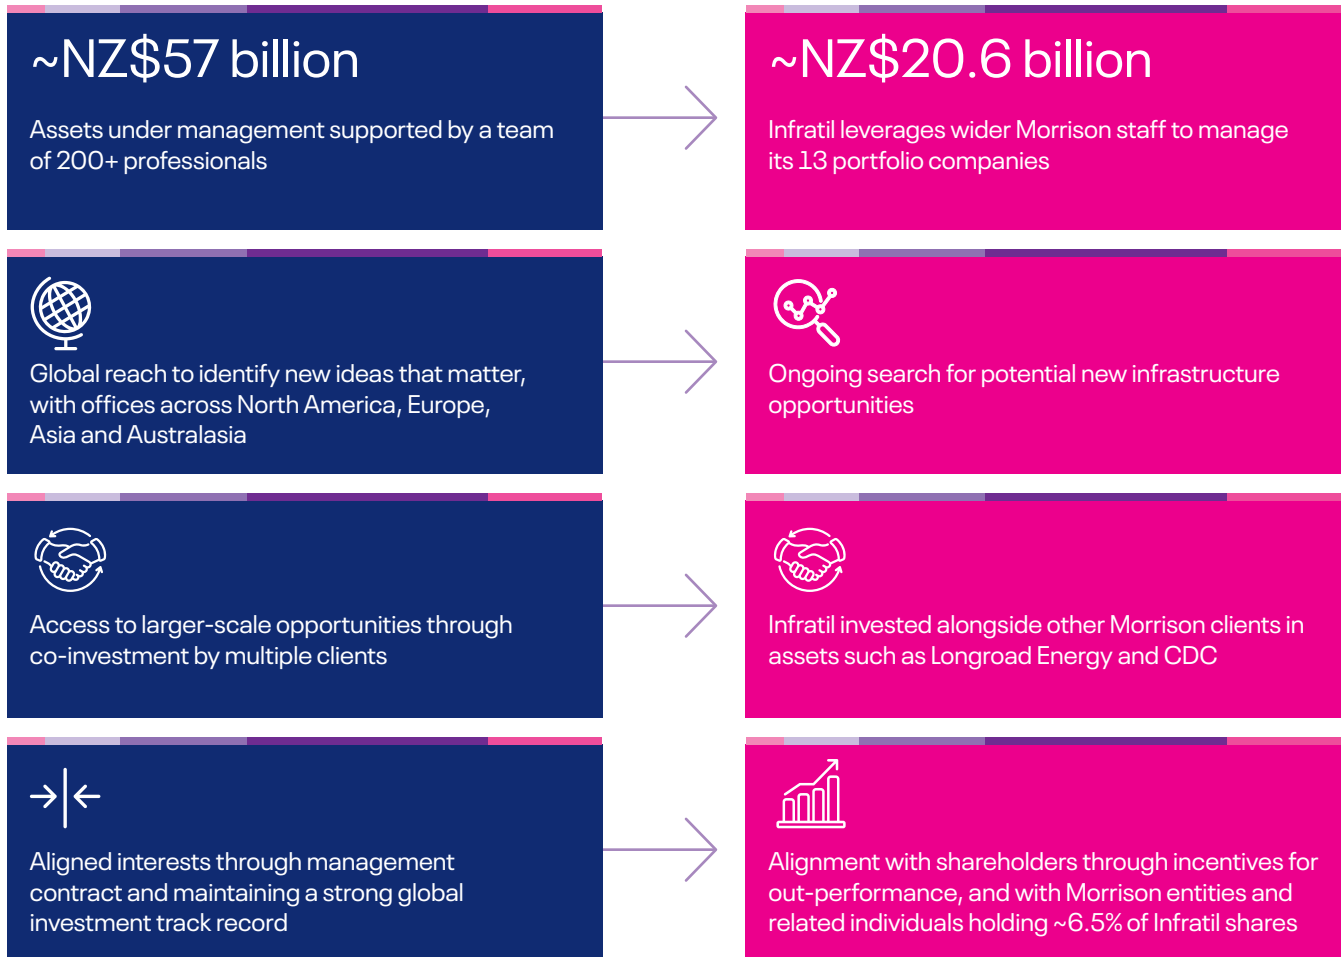 ~NZ$57 billion
Assets under management supported by a team
of 200+ professionals
~NZ$20.6 billion
Infratil leverages wider Morrison staff to manage
its 13 portfolio companies
Global reach to identify new ideas that matter,
with offices across North America, Europe,
Asia and Australasia
Ongoing search for potential new infrastructure
opportunities
Access to larger-scale opportunities through
co-investment by multiple clients
Infratil invested alongside other Morrison clients in
assets such as Longroad Energy and CDC
Aligned interests through management
contract and maintaining a strong global
investment track record
Alignment with shareholders through incentives for
out-performance, and with Morrison entities and
related individuals holding ~6.5% of Infratil shares